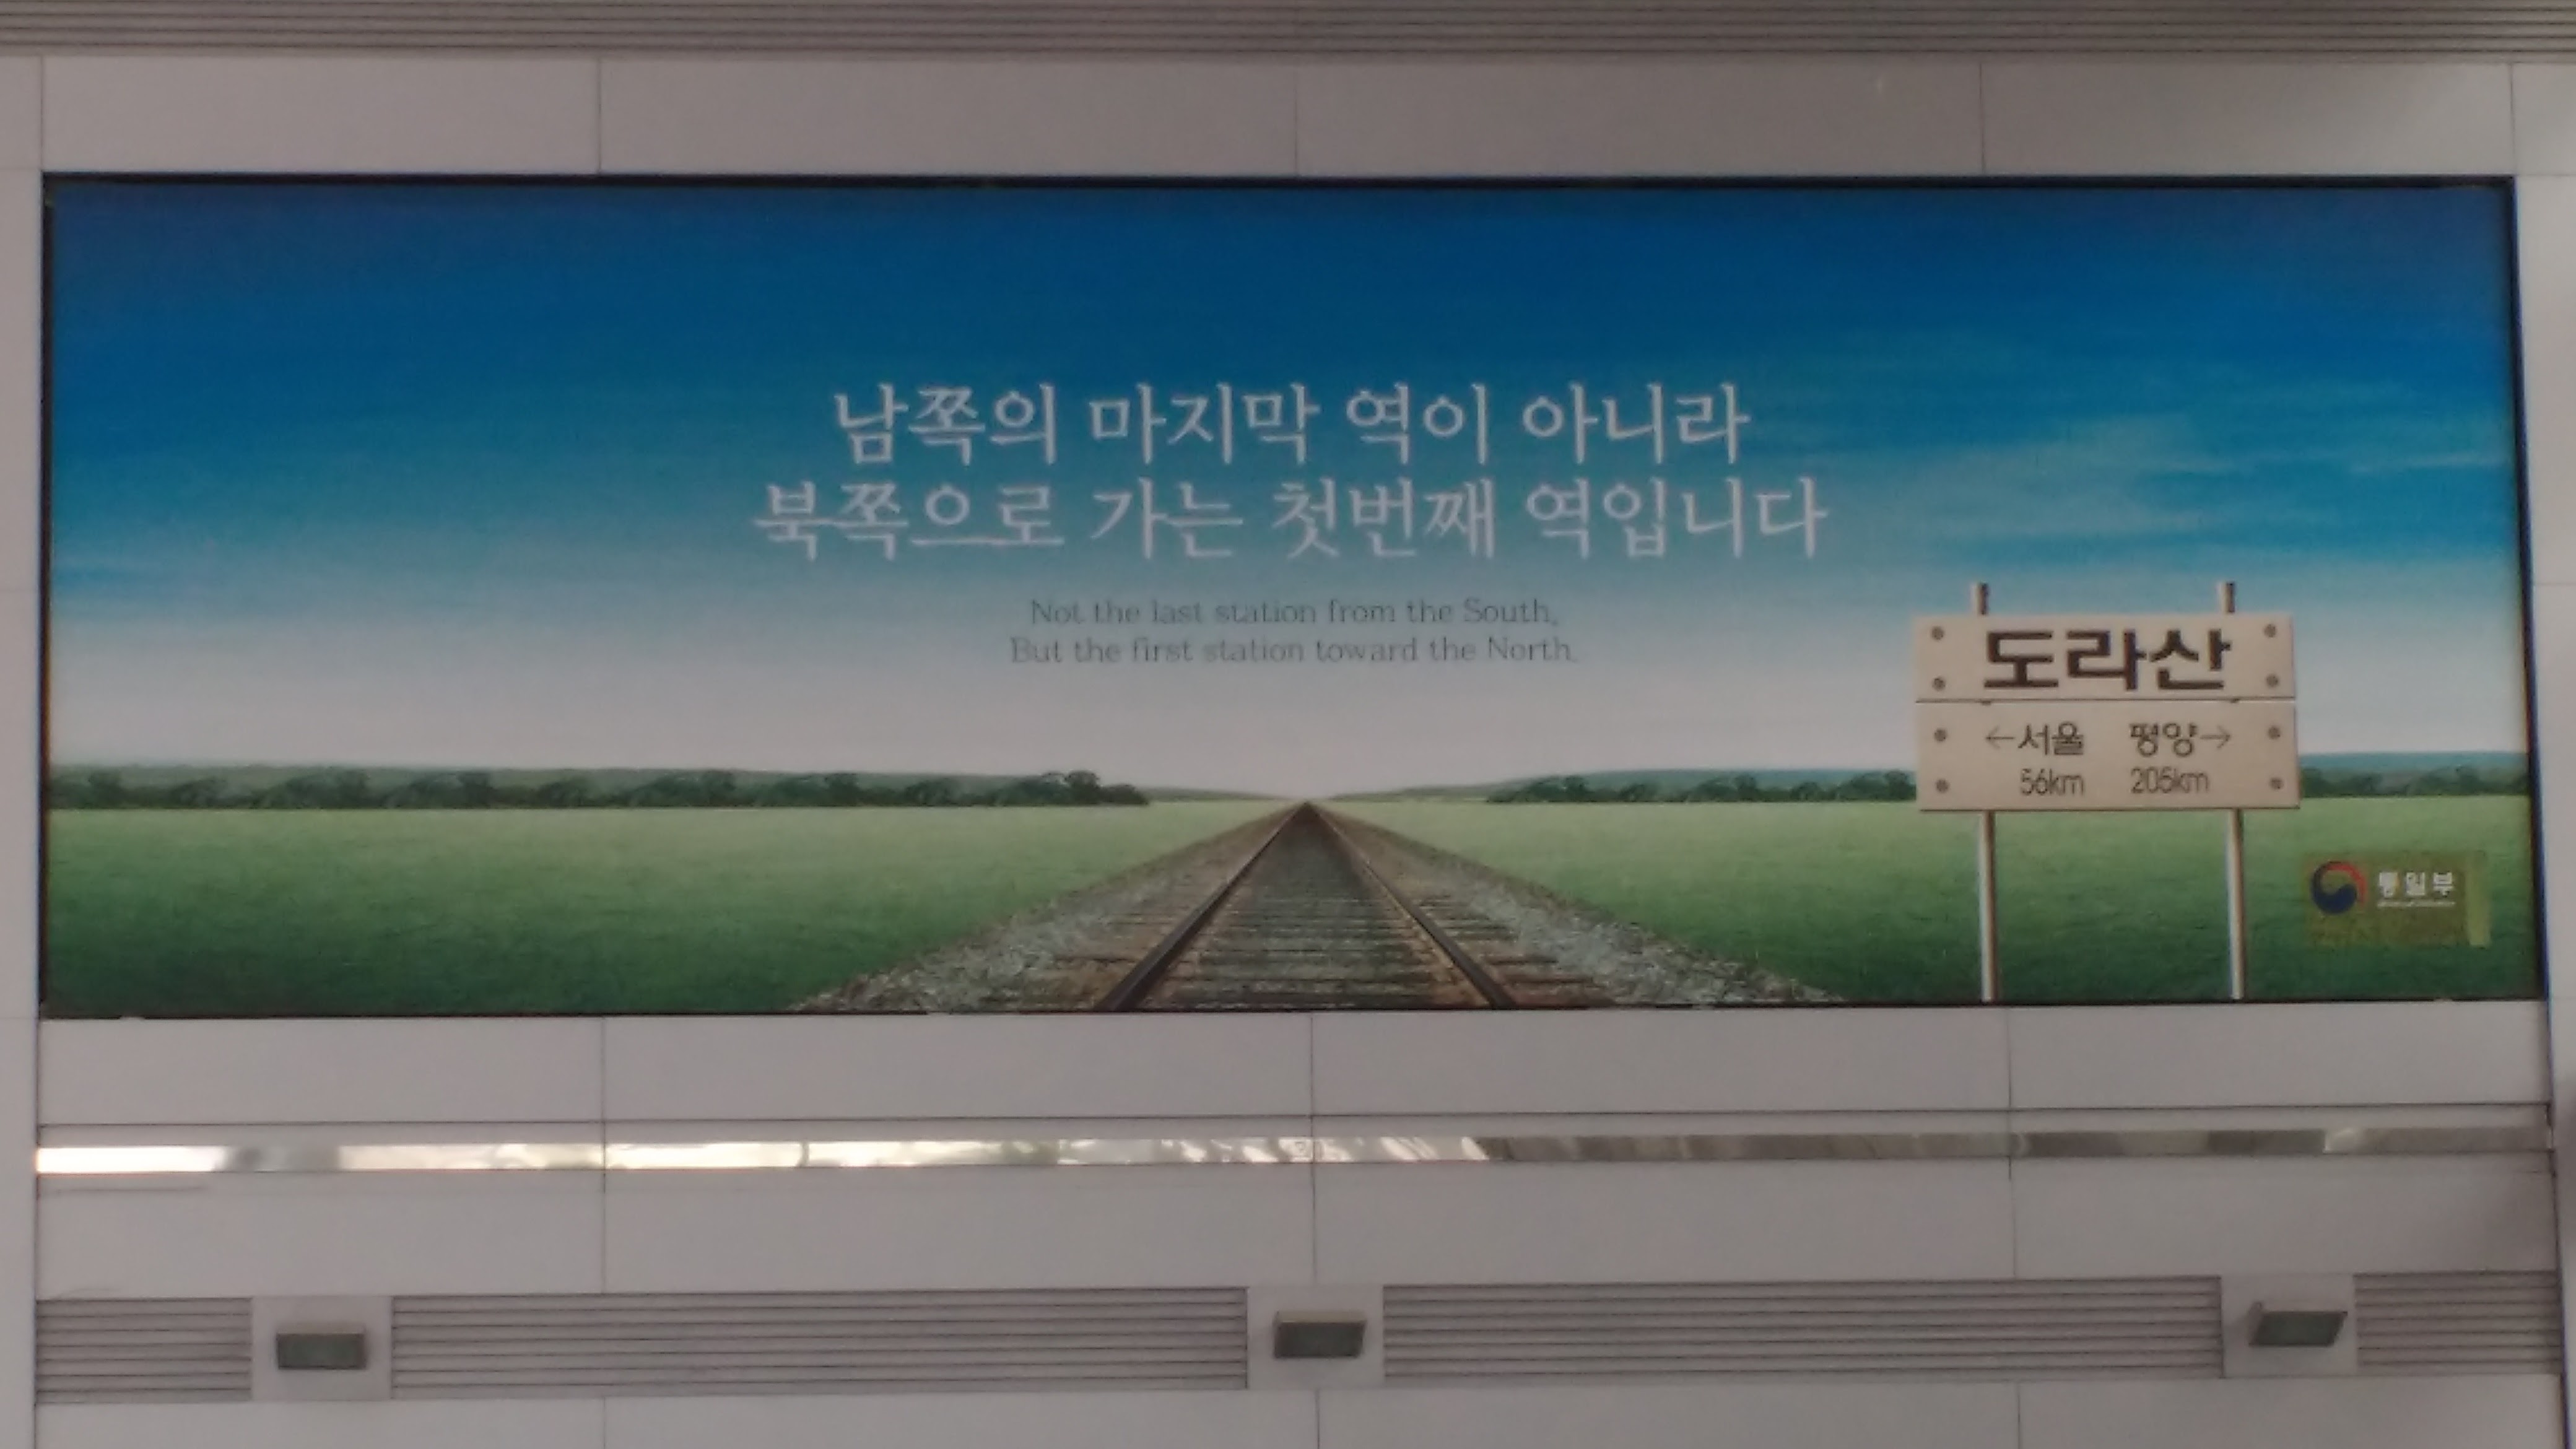 남쪽의 마지막 역이 아니라
북쪽으로 가는 첫번째 역입니다
Not the last station from the South,
But the first station toward the North.
도라산
←서울 평양→
56km 205km
통일부